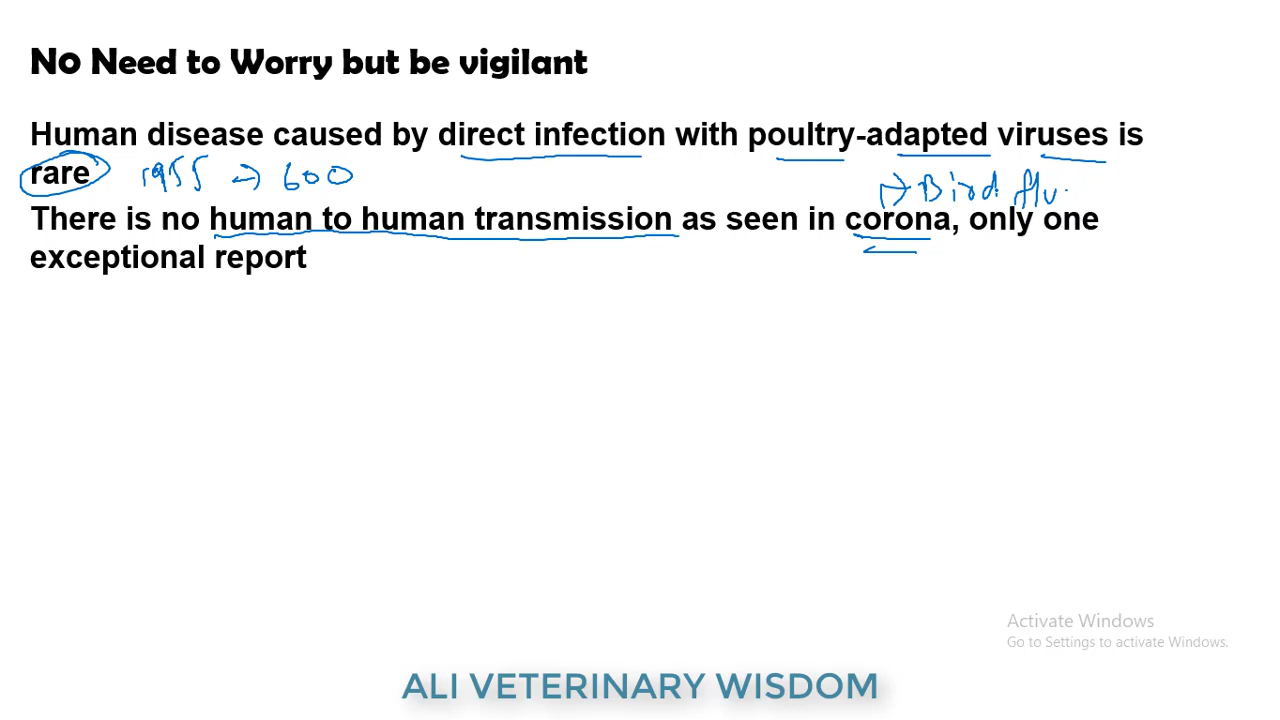 No Need to Worry but be vigilant
Human disease caused by direct infection with poultry-adapted viruses is
rare 1955 → 600
→ Bird flu.
There is no human to human transmission as seen in corona, only one
exceptional report
Activate Windows
Go to Settings to activate Windows.
ALI VETERINARY WISDOM